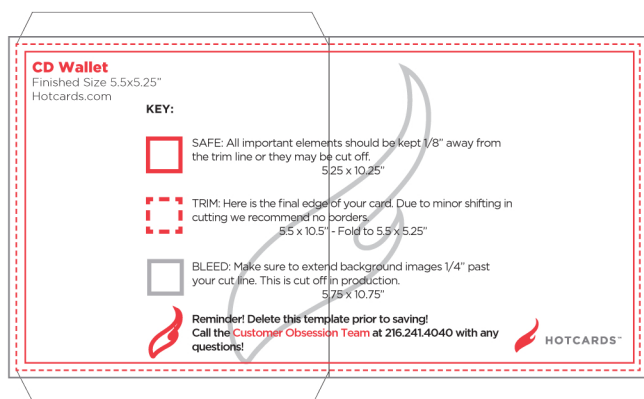 CD Wallet
Finished Size 5.5x5.25"
Hotcards.com
KEY:
SAFE: All important elements should be kept 1/8” away from
the trim line or they may be cut off.
5.25 x 10.25”
TRIM: Here is the final edge of your card. Due to minor shifting in
cutting we recommend no borders.
5.5 x 10.5” - Fold to 5.5 x 5.25”
BLEED: Make sure to extend background images 1/4” past
your cut line. This is cut off in production.
5.75 x 10.75”
Reminder! Delete this template prior to saving!
Call the Customer Obsession Team at 216.241.4040 with any
questions!
HOTCARDS™